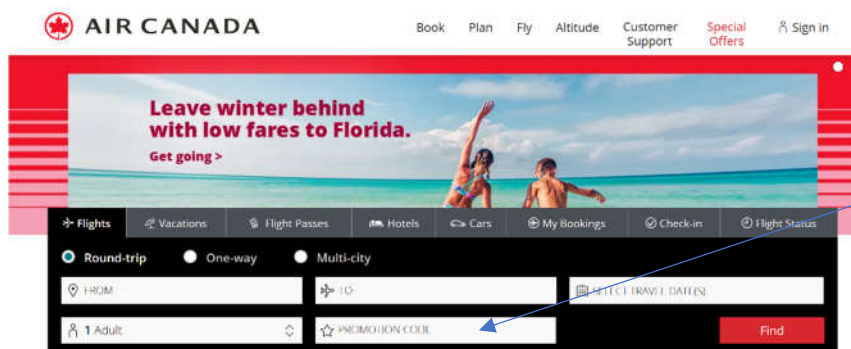 AIR CANADA
Book Plan Fly Altitude Customer Support Special Offers Sign in
Leave winter behind
with low fares to Florida.
Get going >
Flights Vacations Flight Passes Hotels Cars My Bookings Check-in Flight Status
Round-trip One-way Multi-city
FROM TO SELECT TRAVEL DATE(S)
1 Adult PROMOTION CODE Find